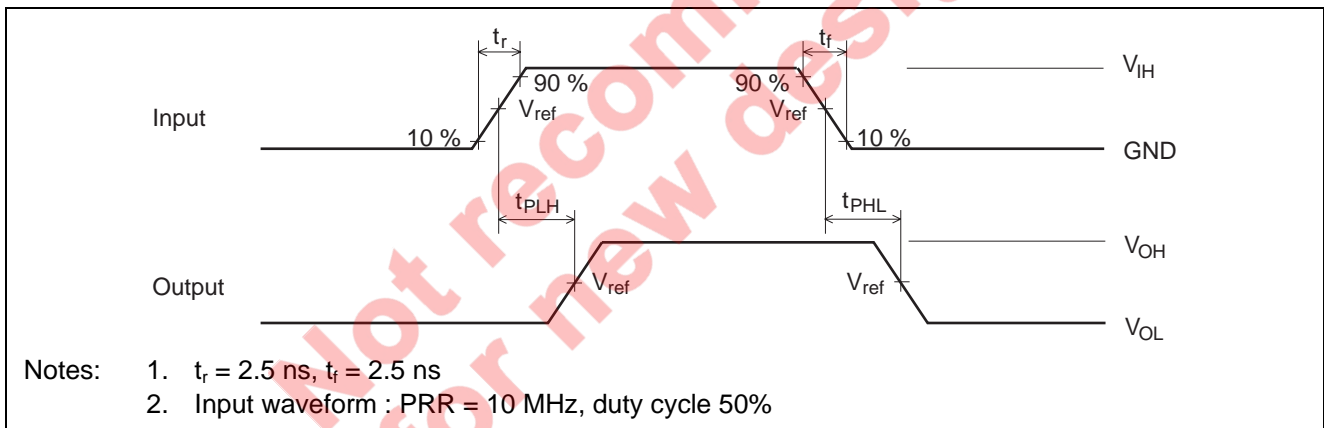 tr
tf
90 %
90 %
VIH
Input
Vref
Vref
10 %
10 %
GND
tPLH
tPHL
VOH
Output
Vref
Vref
VOL
Notes: 1. tr = 2.5 ns, tf = 2.5 ns
2. Input waveform : PRR = 10 MHz, duty cycle 50%
Not recom
for new desi